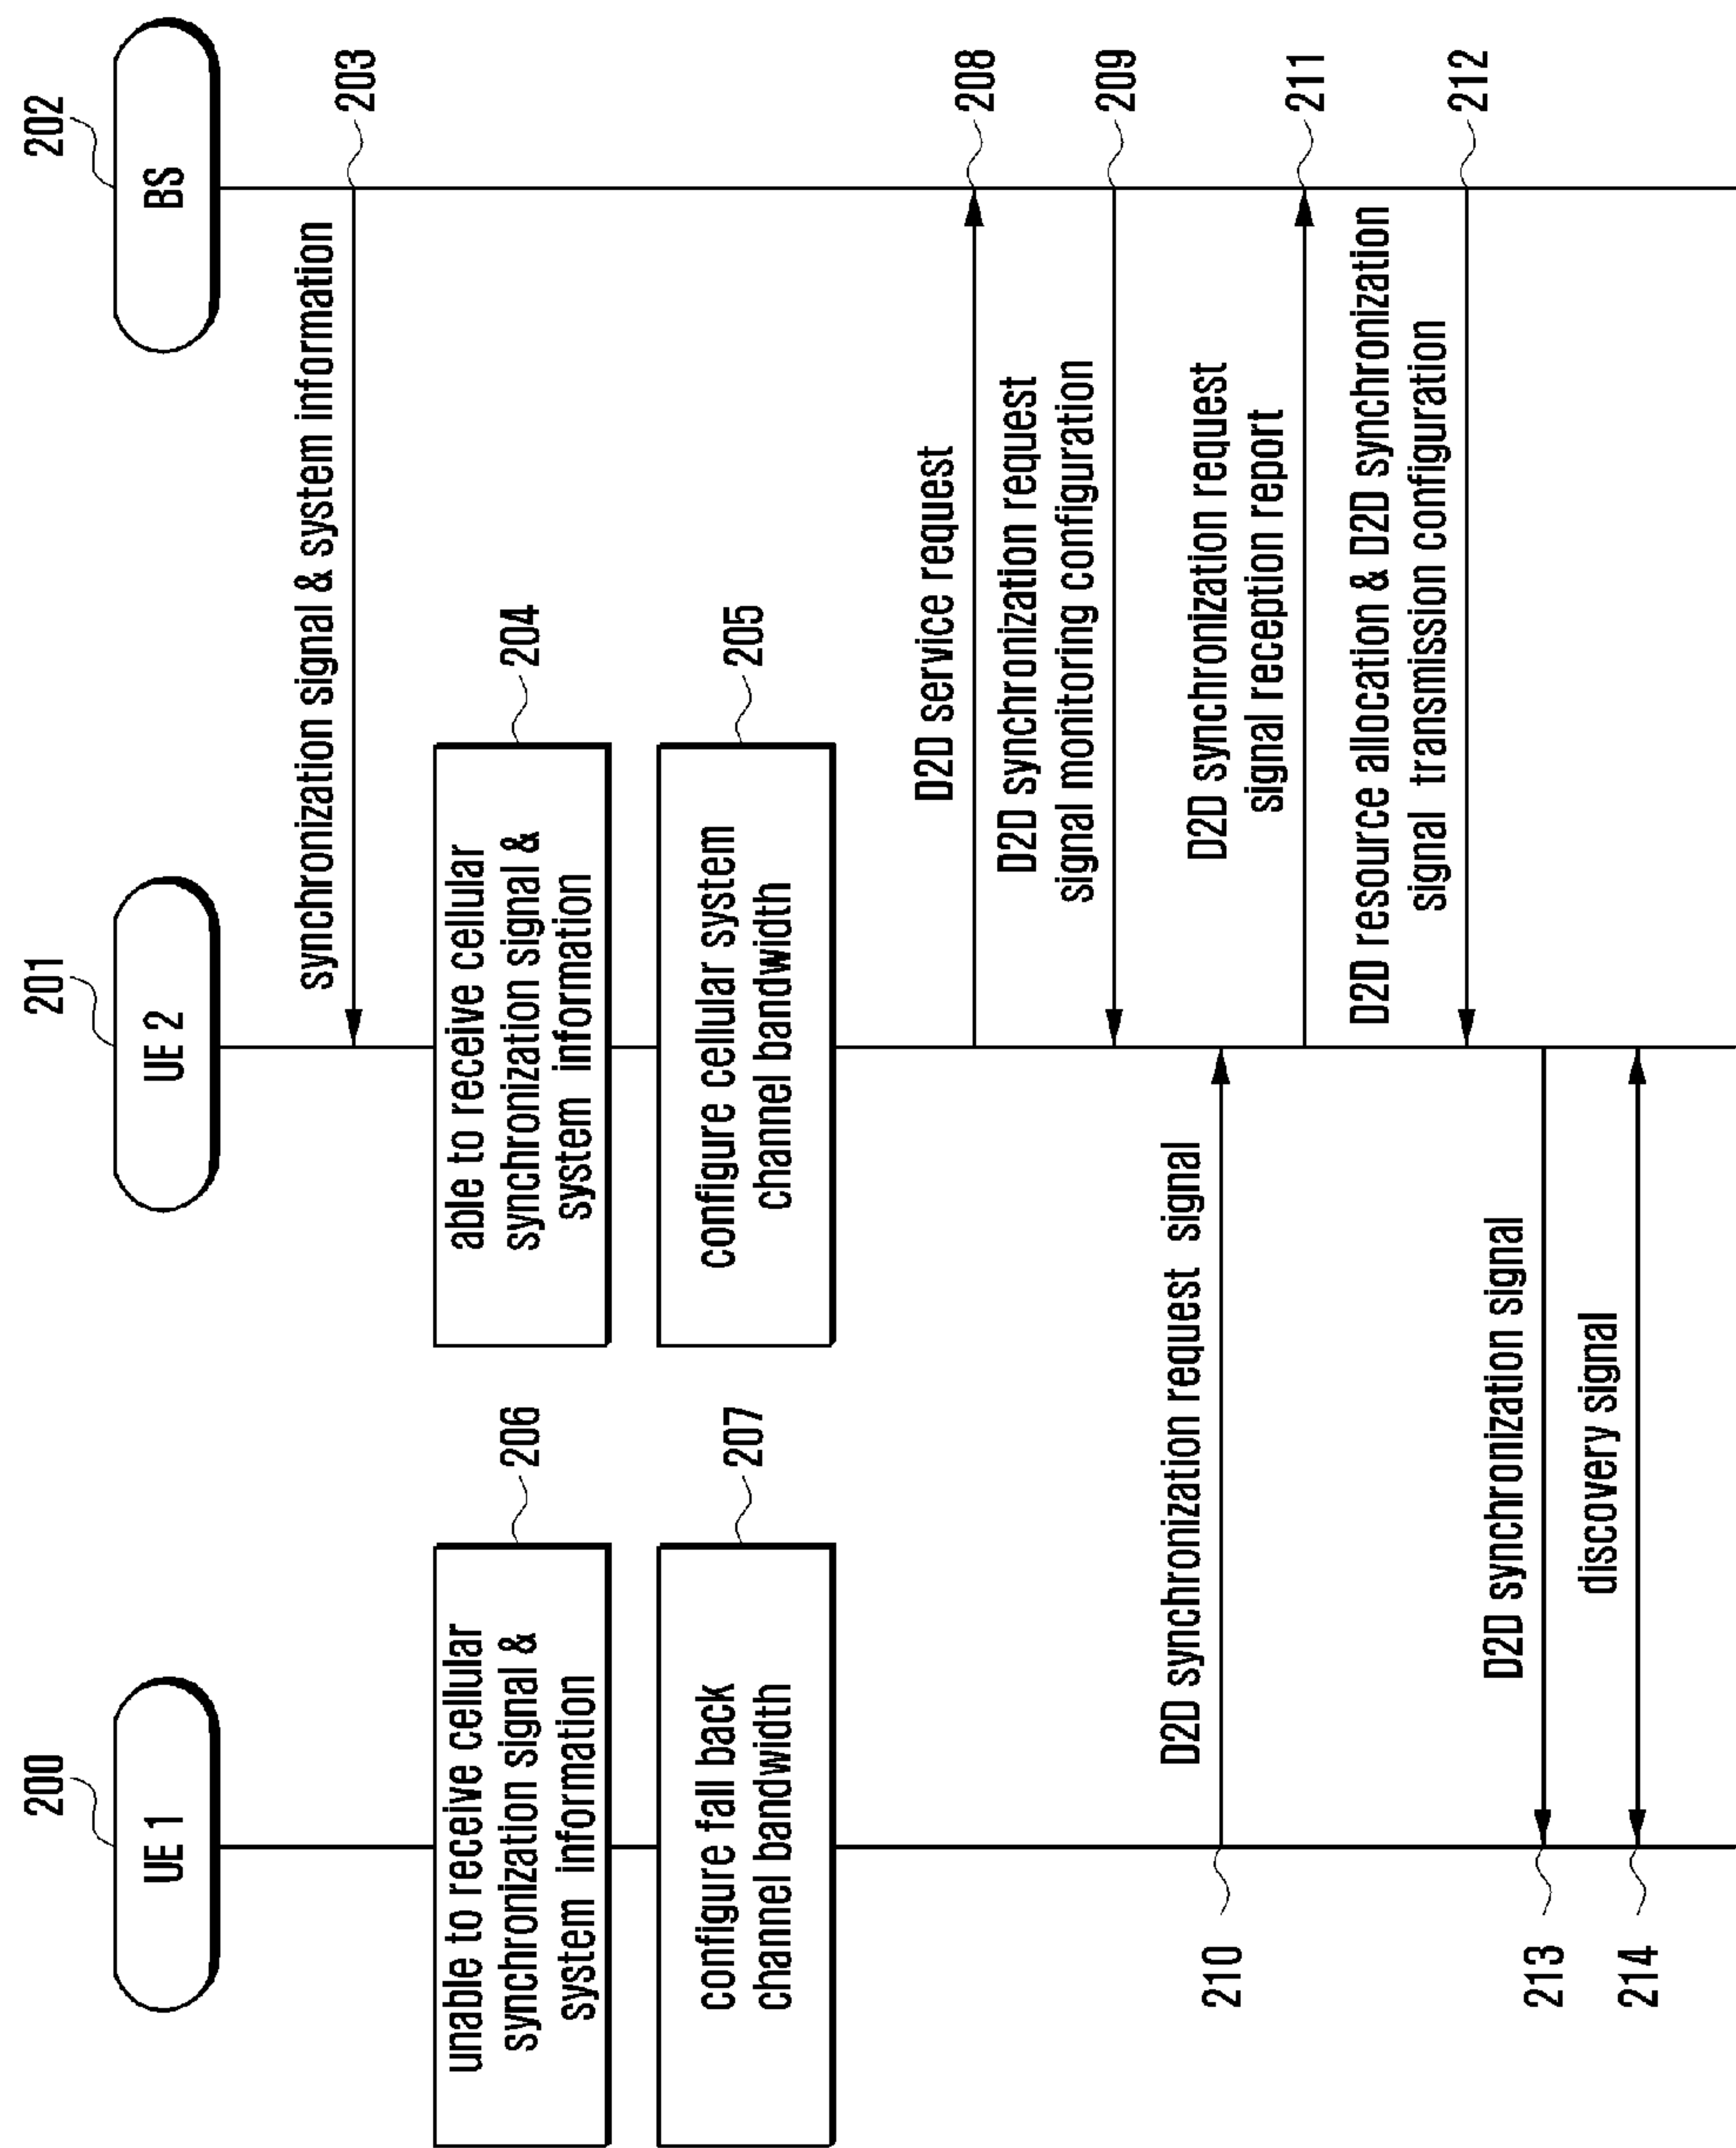 200
201
202
UE 1
UE 2
BS
synchronization signal & system information
203
unable to receive cellular
synchronization signal &
system information
206
able to receive cellular
synchronization signal &
system information
204
configure fall back
channel bandwidth
207
configure cellular system
channel bandwidth
205
D2D service request
208
D2D synchronization request
signal monitoring configuration
209
210
D2D synchronization request signal
D2D synchronization request
signal reception report
211
D2D resource allocation & D2D synchronization
signal transmission configuration
212
213
D2D synchronization signal
214
discovery signal